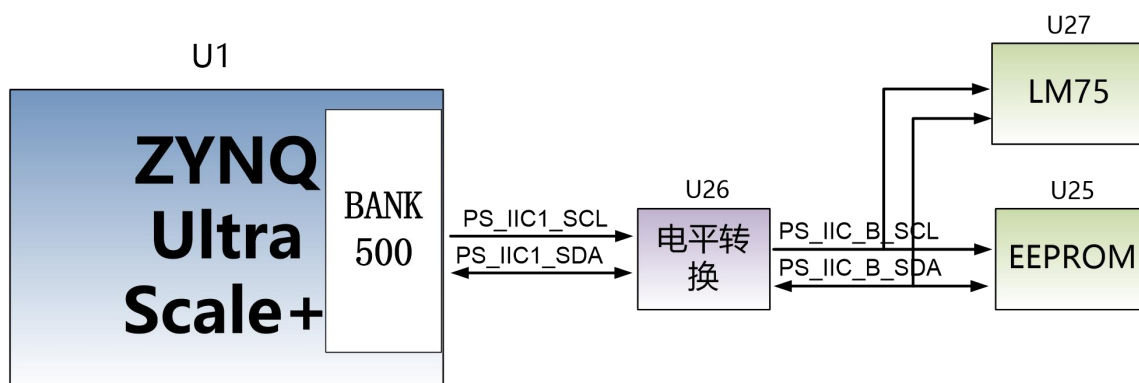 U1
ZYNQ
Ultra
Scale+
BANK
500
PS_IIC1_SCL
PS_IIC1_SDA
U26
电平转
换
PS_IIC_B_SCL
PS_IIC_B_SDA
U27
LM75
U25
EEPROM